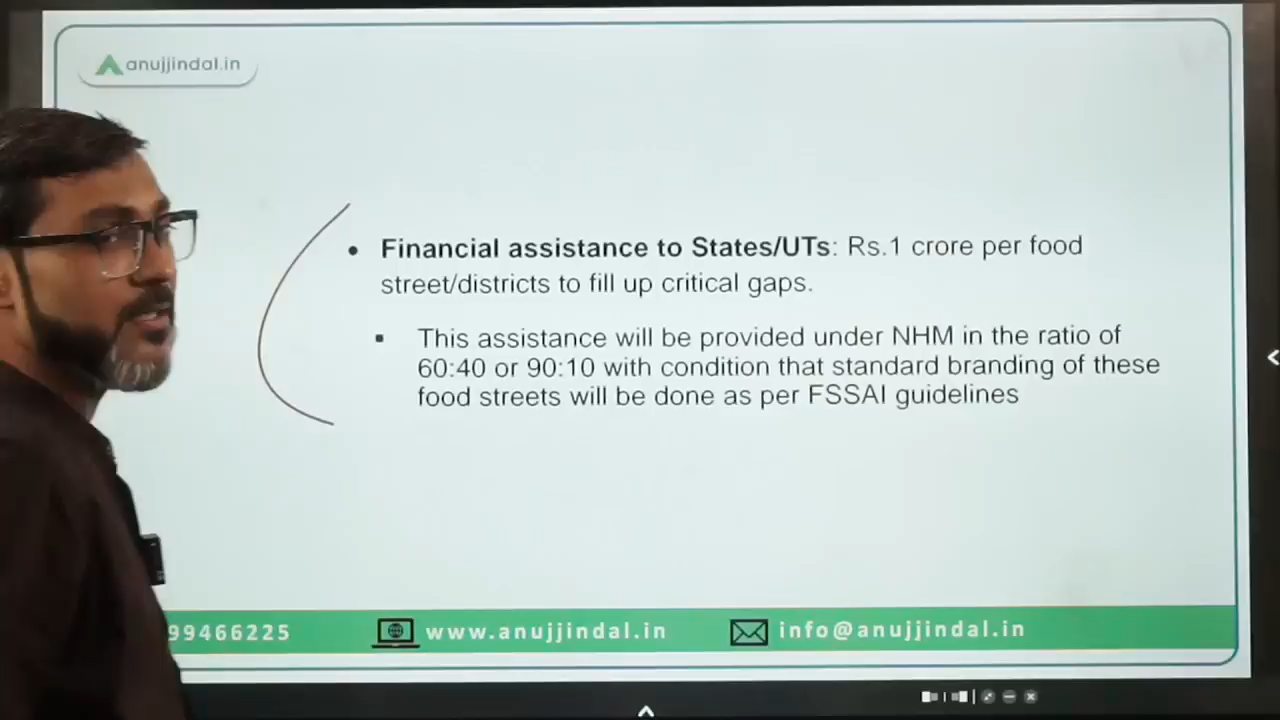 anujjindal.in
• Financial assistance to States/UTs: Rs.1 crore per food
street/districts to fill up critical gaps.
▪ This assistance will be provided under NHM in the ratio of
60:40 or 90:10 with condition that standard branding of these
food streets will be done as per FSSAI guidelines
99466225 www.anujjindal.in info@anujjindal.in